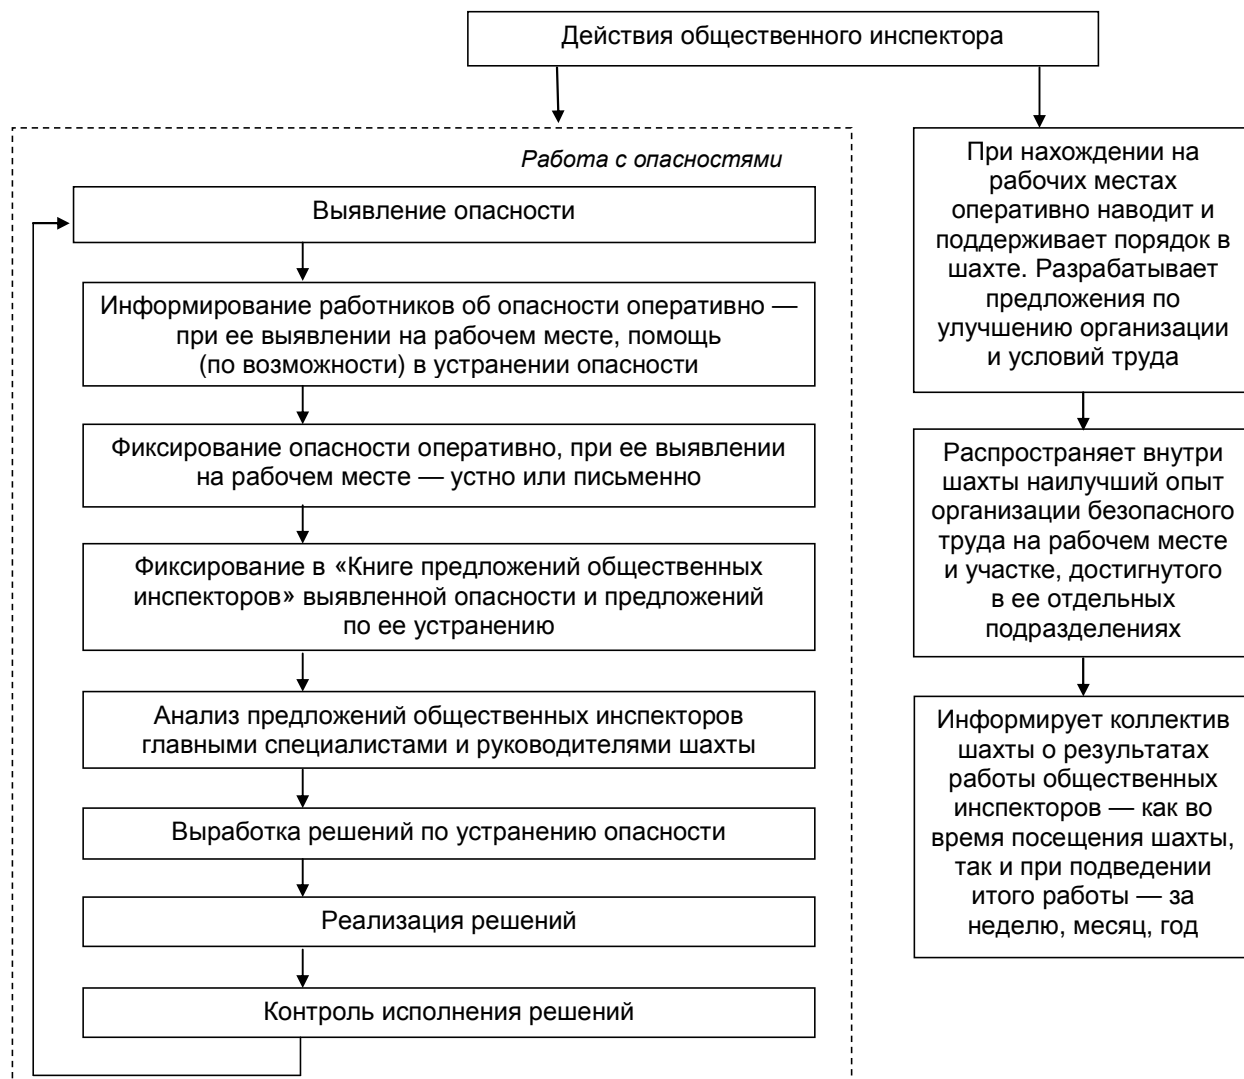 Действия общественного инспектора
Работа с опасностями
Выявление опасности
Информирование работников об опасности оперативно —
при ее выявлении на рабочем месте, помощь
(по возможности) в устранении опасности
Фиксирование опасности оперативно, при ее выявлении
на рабочем месте — устно или письменно
Фиксирование в «Книге предложений общественных
инспекторов» выявленной опасности и предложений
по ее устранению
Анализ предложений общественных инспекторов
главными специалистами и руководителями шахты
Выработка решений по устранению опасности
Реализация решений
Контроль исполнения решений
При нахождении на
рабочих местах
оперативно наводит и
поддерживает порядок в
шахте. Разрабатывает
предложения по
улучшению организации
и условий труда
Распространяет внутри
шахты наилучший опыт
организации безопасного
труда на рабочем месте
и участке, достигнутого
в ее отдельных
подразделениях
Информирует коллектив
шахты о результатах
работы общественных
инспекторов — как во
время посещения шахты,
так и при подведении
итого работы — за
неделю, месяц, год